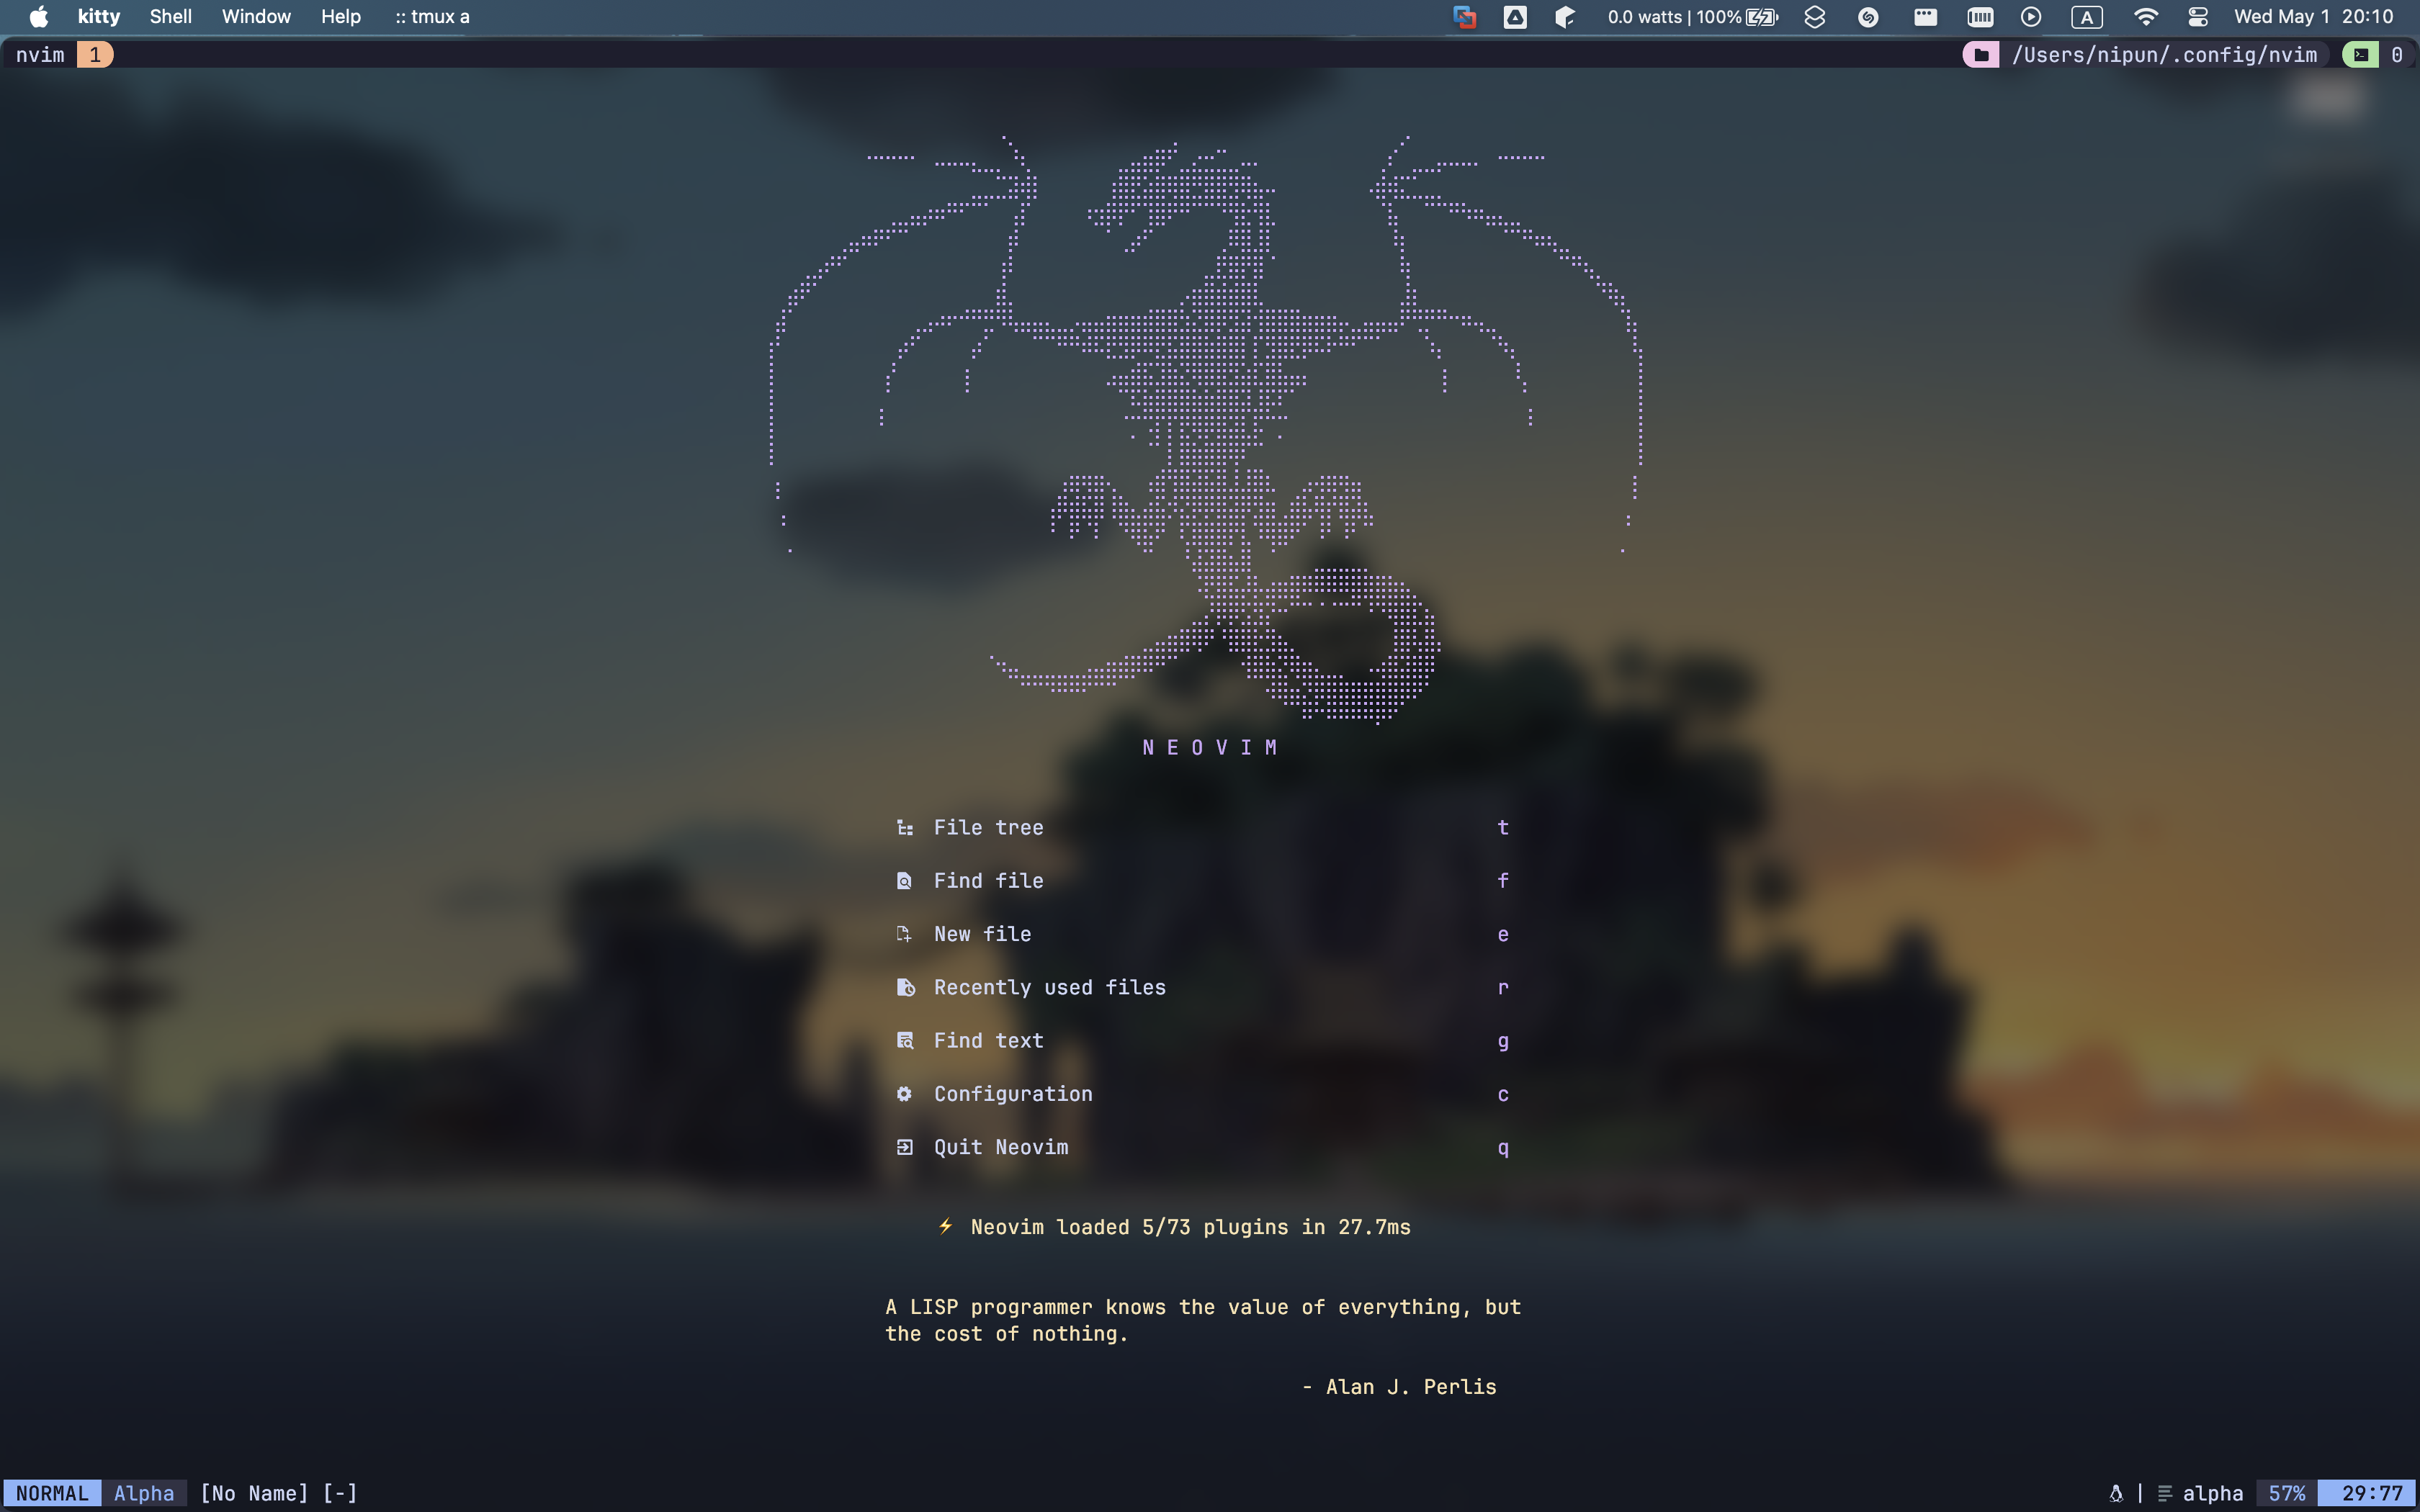 kitty Shell Window Help :: tmux a 0.0 watts | 100% A Wed May 1 20:10
nvim 1 /Users/nipun/.config/nvim 0
N E O V I M
File tree t
Find file f
New file e
Recently used files r
Find text g
Configuration c
Quit Neovim q
⚡ Neovim loaded 5/73 plugins in 27.7ms
A LISP programmer knows the value of everything, but
the cost of nothing.
- Alan J. Perlis
NORMAL Alpha [No Name] [-] | alpha 57% 29:77